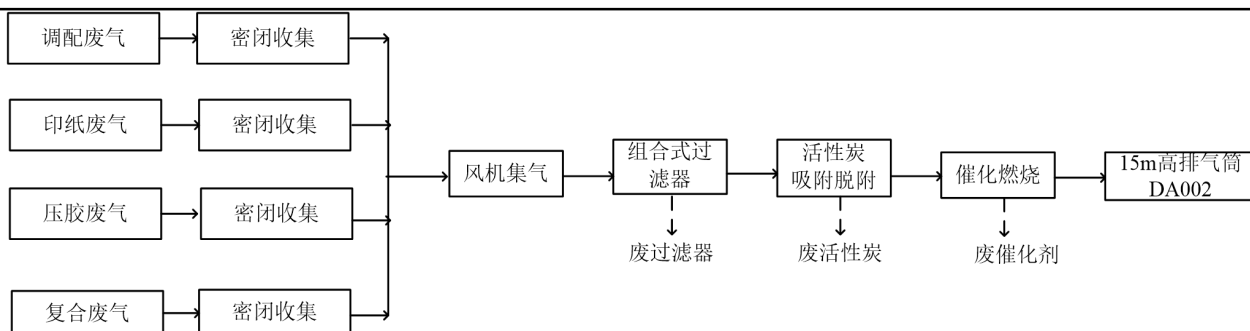 调配废气
密闭收集
印纸废气
密闭收集
压胶废气
密闭收集
复合废气
密闭收集
风机集气
组合式过
滤器
活性炭
吸附脱附
催化燃烧
15m高排气筒
DA002
废过滤器
废活性炭
废催化剂